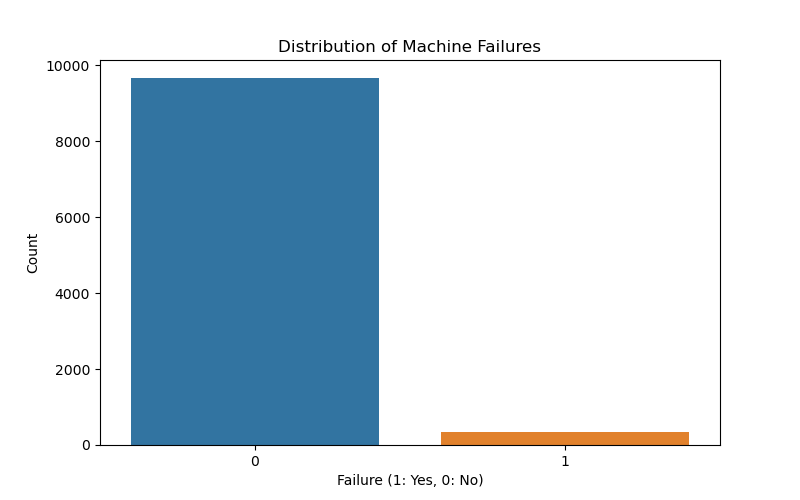 Distribution of Machine Failures
10000
8000
6000
4000
2000
0
Count
0 1
Failure (1: Yes, 0: No)